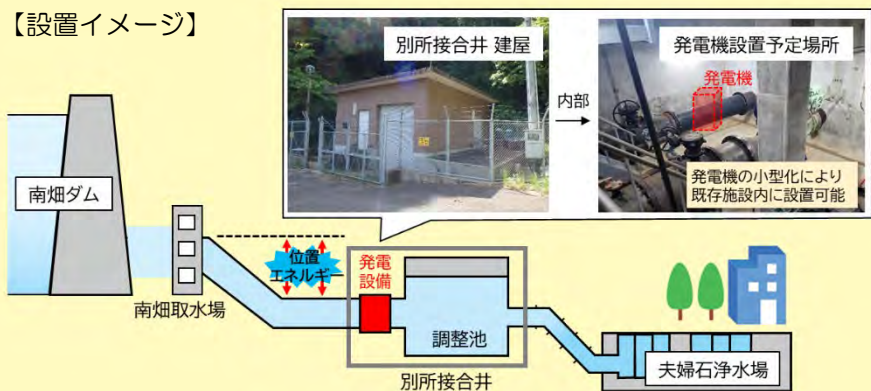 【設置イメージ】
別所接合井 建屋
内部
発電機設置予定場所
発電機
発電機の小型化により
既存施設内に設置可能
南畑ダム
南畑取水場
位置
エネルギー
発電
設備
調整池
別所接合井
夫婦石浄水場